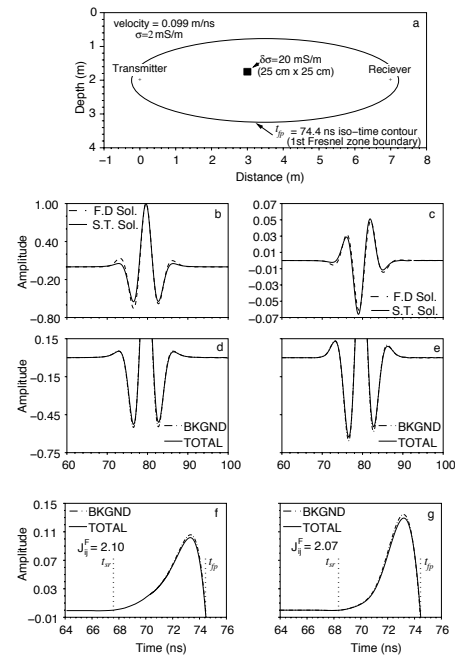 velocity = 0.099 m/ns
σ=2 mS/m
a
δσ=20 mS/m
(25 cm x 25 cm)
Transmitter
Reciever
t_fp = 74.4 ns iso-time contour
(1st Fresnel zone boundary)
Depth (m)
0
1
2
3
4
-1 0 1 2 3 4 5 6 7 8
Distance (m)
b
F.D Sol.
S.T. Sol.
Amplitude
1.00
0.40
-0.20
-0.80
c
F.D Sol.
S.T. Sol.
0.07
0.05
0.03
0.01
-0.01
-0.03
-0.05
-0.07
d
BKGND
TOTAL
Amplitude
0.15
-0.15
-0.45
-0.75
60 70 80 90 100
e
BKGND
TOTAL
60 70 80 90 100
f
BKGND
TOTAL
J_ij^F = 2.10
t_sr
t_fp
Amplitude
0.15
0.11
0.07
0.03
-0.01
64 66 68 70 72 74 76
Time (ns)
g
BKGND
TOTAL
J_ij^F = 2.07
t_sr
t_fp
64 66 68 70 72 74 76
Time (ns)